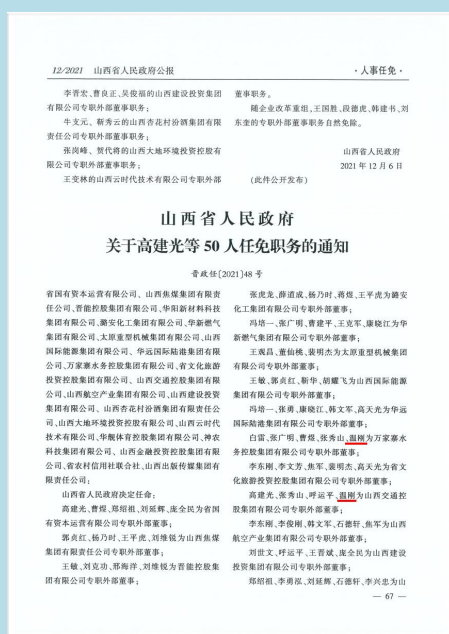 12/2021 山西省人民政府公报
·人事任免·
李晋宏、曹良正、吴俊福的山西建设投资集团
有限公司专职外部董事职务;
牛支元、靳秀云的山西杏花村汾酒集团有限
责任公司专职外部董事职务;
张岗峰、贺代将的山西大地环境投资控股有
限公司专职外部董事职务;
王变林的山西云时代技术有限公司专职外部
董事职务。
随企业改革重组,王国胜、段德虎、韩建书、刘
东奎的专职外部董事职务自然免除。
山西省人民政府
2021 年 12 月 6 日
(此件公开发布)
山西省人民政府
关于高建光等 50 人任免职务的通知
晋政任[2021]48 号
省国有资本运营有限公司、山西焦煤集团有限责
任公司、晋能控股集团有限公司、华阳新材料科技
集团有限公司、潞安化工集团有限公司、华新燃气
集团有限公司、太原重型机械集团有限公司、山西
国际能源集团有限公司、华远国际陆港集团有限
公司、万家寨水务控股集团有限公司、省文化旅游
投资控股集团有限公司、山西交通控股集团有限
公司、山西航空产业集团有限公司、山西建设投资
集团有限公司、山西杏花村汾酒集团有限责任公
司、山西大地环境投资控股有限公司、山西云时代
技术有限公司、华舰体育控股集团有限公司、神农
科技集团有限公司、山西金融投资控股集团有限
公司、省农村信用社联合社、山西出版传媒集团有
限责任公司:
山西省人民政府决定任命:
高建光、曹煜、郑绍祖、刘延辉、庞全民为省国
有资本运营有限公司专职外部董事;
郭贞红、杨乃时、王平虎、刘维锐为山西焦煤
集团有限责任公司专职外部董事;
王敏、刘克功、邢海洋、刘维锐为晋能控股集
团有限公司专职外部董事;
张虎龙、薛道成、杨乃时、蒋煜、王平虎为潞安
化工集团有限公司专职外部董事;
冯培一、张广明、曹建平、王克军、康晓江为华
新燃气集团有限公司专职外部董事;
王观昌、董仙桃、裴明杰为太原重型机械集团
有限公司专职外部董事;
王敏、郭贞红、靳华、胡耀飞为山西国际能源
集团有限公司专职外部董事;
冯培一、张勇、康晓江、韩文军、高天光为华远
国际陆港集团有限公司专职外部董事;
白雷、张广明、曹煜、张秀山、温刚为万家寨水
务控股集团有限公司专职外部董事;
李东刚、李文芳、焦军、裴明杰、高天光为省文
化旅游投资控股集团有限公司专职外部董事;
高建光、张秀山、呼运平、温刚为山西交通控
股集团有限公司专职外部董事;
李东刚、李俊刚、韩文军、石德轩、焦军为山西
航空产业集团有限公司专职外部董事;
刘世文、呼运平、王晋斌、庞全民为山西建设
投资集团有限公司专职外部董事;
郑绍祖、李勇泓、刘延辉、石德轩、李兴忠为山
— 67 —